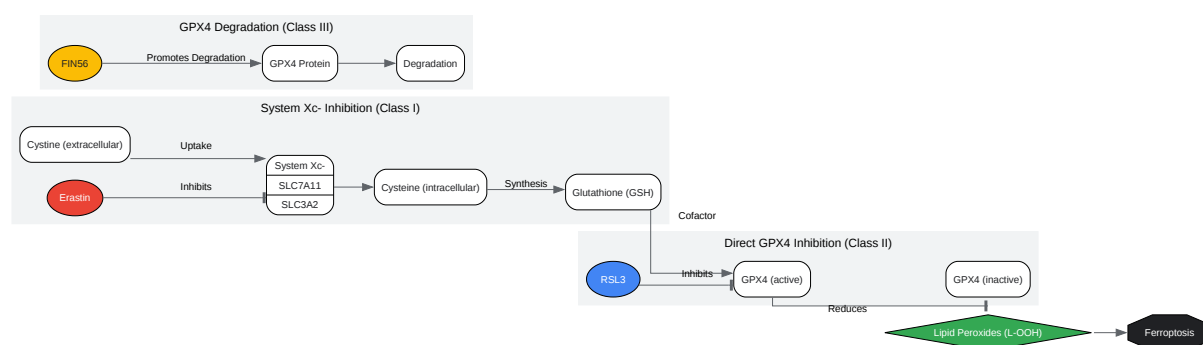 GPX4 Degradation (Class III)
FIN56
Promotes Degradation
GPX4 Protein
Degradation
System Xc- Inhibition (Class I)
Cystine (extracellular)
Uptake
System Xc-
SLC7A11
SLC3A2
Erastin
Inhibits
Cysteine (intracellular)
Synthesis
Glutathione (GSH)
Cofactor
Direct GPX4 Inhibition (Class II)
RSL3
Inhibits
GPX4 (active)
GPX4 (inactive)
Reduces
Lipid Peroxides (L-OOH)
Ferroptosis